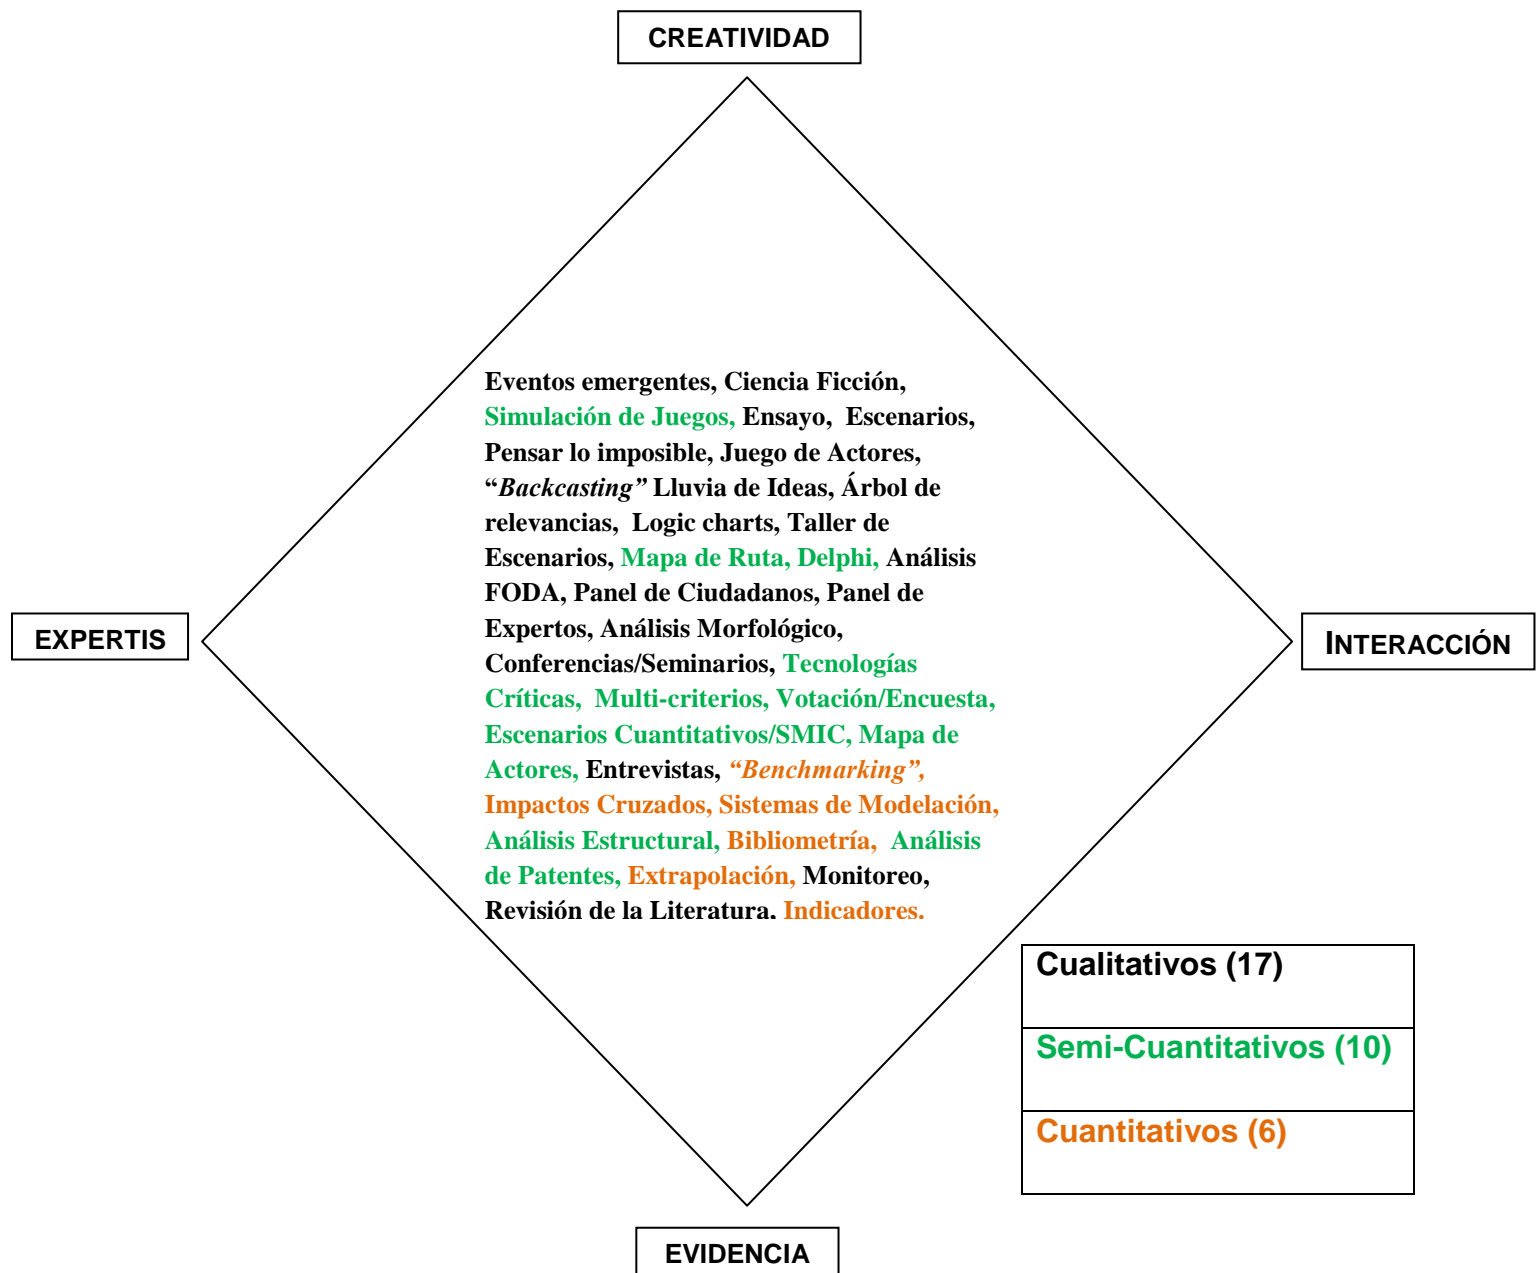 CREATIVIDAD
Eventos emergentes, Ciencia Ficción,
Simulación de Juegos, Ensayo, Escenarios,
Pensar lo imposible, Juego de Actores,
“Backcasting” Lluvia de Ideas, Árbol de
relevancias, Logic charts, Taller de
Escenarios, Mapa de Ruta, Delphi, Análisis
FODA, Panel de Ciudadanos, Panel de
Expertos, Análisis Morfológico,
Conferencias/Seminarios, Tecnologías
Críticas, Multi-criterios, Votación/Encuesta,
Escenarios Cuantitativos/SMIC, Mapa de
Actores, Entrevistas, “Benchmarking”,
Impactos Cruzados, Sistemas de Modelación,
Análisis Estructural, Bibliometría, Análisis
de Patentes, Extrapolación, Monitoreo,
Revisión de la Literatura. Indicadores.
EXPERTIS
INTERACCIÓN
Cualitativos (17)
Semi-Cuantitativos (10)
Cuantitativos (6)
EVIDENCIA